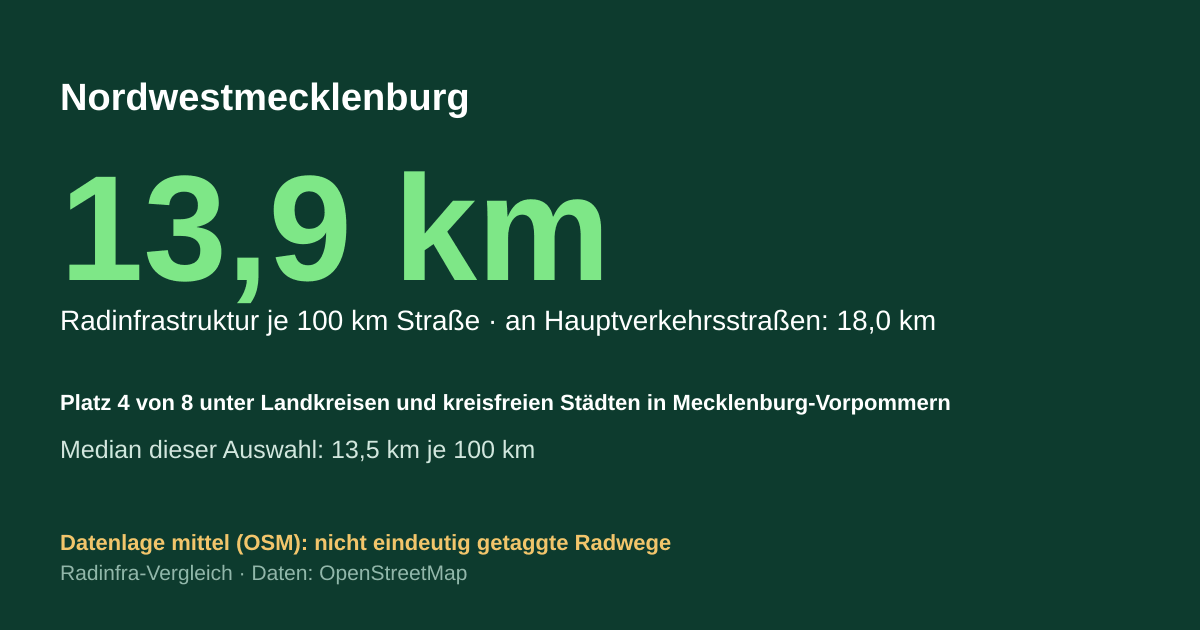 Nordwestmecklenburg
13,9 km
Radinfrastruktur je 100 km Straße · an Hauptverkehrsstraßen: 18,0 km
Platz 4 von 8 unter Landkreisen und kreisfreien Städten in Mecklenburg-Vorpommern
Median dieser Auswahl: 13,5 km je 100 km
Datenlage mittel (OSM): nicht eindeutig getaggte Radwege
Radinfra-Vergleich · Daten: OpenStreetMap